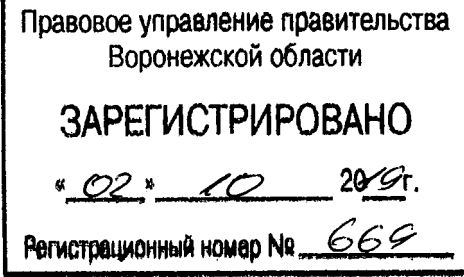 Правовое управление правительства
Воронежской области
ЗАРЕГИСТРИРОВАНО
« 02 » 10 2019г.
Регистрационный номер № 669